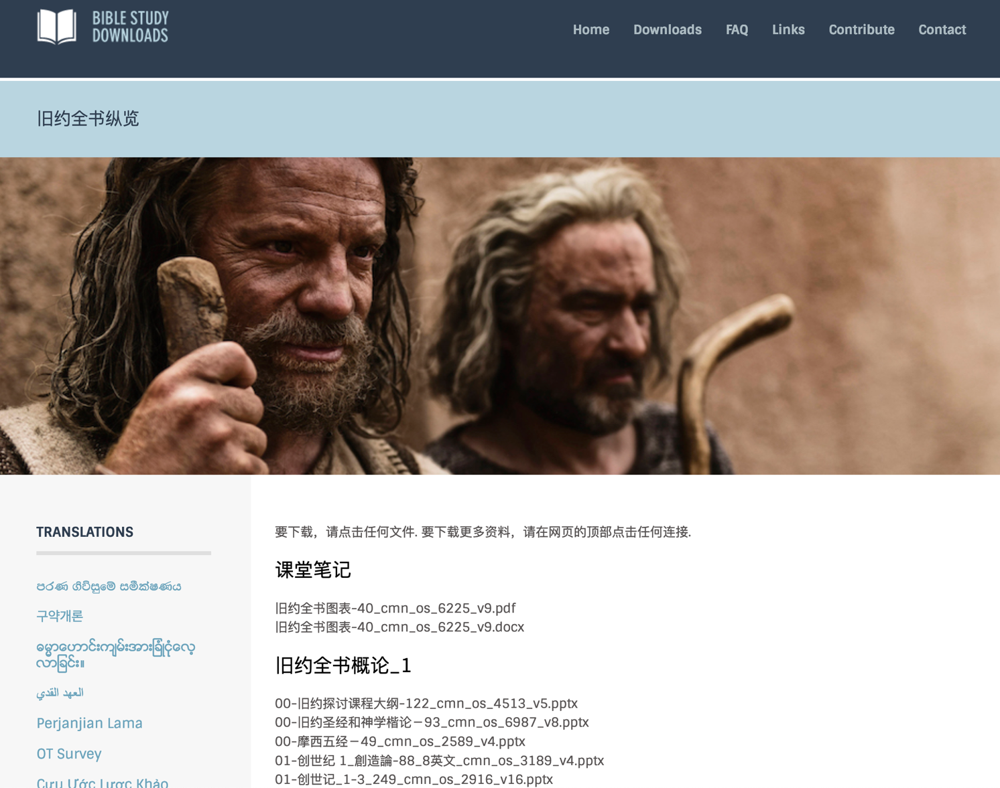 BIBLE STUDY
DOWNLOADS
Home Downloads FAQ Links Contribute Contact
旧约全书纵览
TRANSLATIONS
පරණ ගිවිසුමේ සමීක්ෂණය
구약개론
ဓမ္မာဟောင်းကျမ်းအားခြုံငုံလေ့
လာခြင်း။
العهد القدي
Perjanjian Lama
OT Survey
Cựu Ước Lược Khảo
要下载，请点击任何文件. 要下载更多资料，请在网页的顶部点击任何连接.
课堂笔记
旧约全书图表-40_cmn_os_6225_v9.pdf
旧约全书图表-40_cmn_os_6225_v9.docx
旧约全书概论_1
00-旧约探讨课程大纲-122_cmn_os_4513_v5.pptx
00-旧约圣经和神学楷论－93_cmn_os_6987_v8.pptx
00-摩西五经－49_cmn_os_2589_v4.pptx
01-创世纪 1_創造論-88_8英文_cmn_os_3189_v4.pptx
01-创世记_1-3_249_cmn_os_2916_v16.pptx